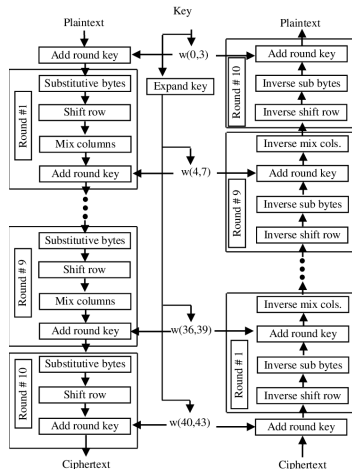 Plaintext
Add round key
Round #1
Substitutive bytes
Shift row
Mix columns
Add round key
Round # 9
Substitutive bytes
Shift row
Mix columns
Add round key
Round # 10
Substitutive bytes
Shift row
Add round key
Ciphertext
Key
w(0,3)
Expand key
w(4,7)
w(36,39)
w(40,43)
Plaintext
Round # 10
Add round key
Inverse sub bytes
Inverse shift row
Round # 9
Inverse mix cols.
Add round key
Inverse sub bytes
Inverse shift row
Round # 1
Inverse mix cols.
Add round key
Inverse sub bytes
Inverse shift row
Add round key
Ciphertext